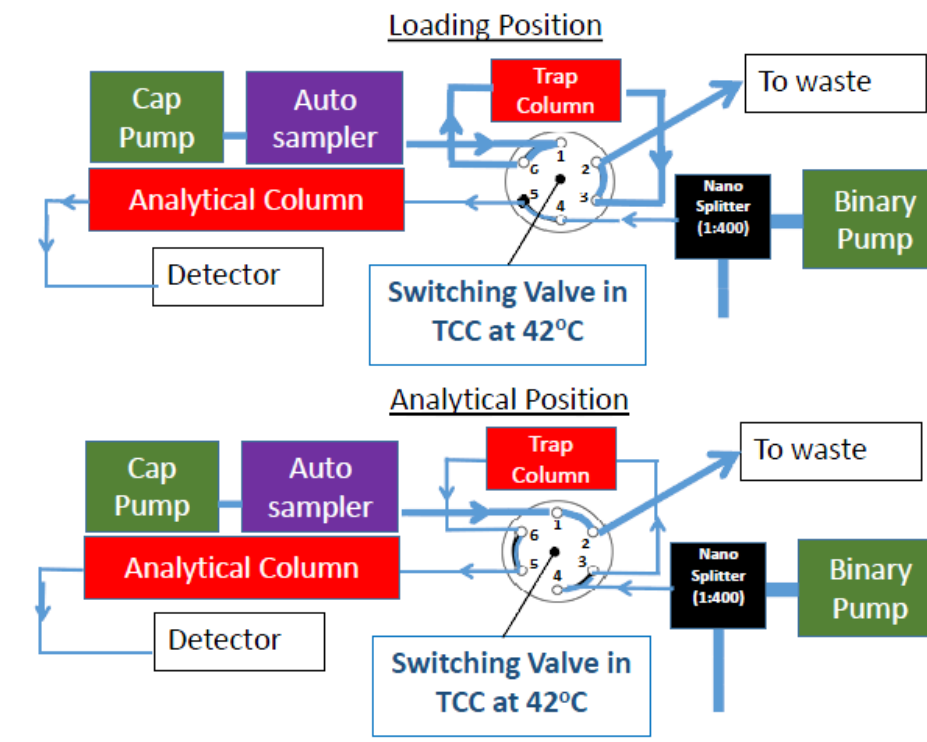 Loading Position
Cap
Pump
Auto
sampler
Trap
Column
To waste
1
2
3
4
5
6
Analytical Column
Nano
Splitter
(1:400)
Binary
Pump
Detector
Switching Valve in
TCC at 42°C
Analytical Position
Cap
Pump
Auto
sampler
Trap
Column
To waste
1
2
3
4
5
6
Analytical Column
Nano
Splitter
(1:400)
Binary
Pump
Detector
Switching Valve in
TCC at 42°C